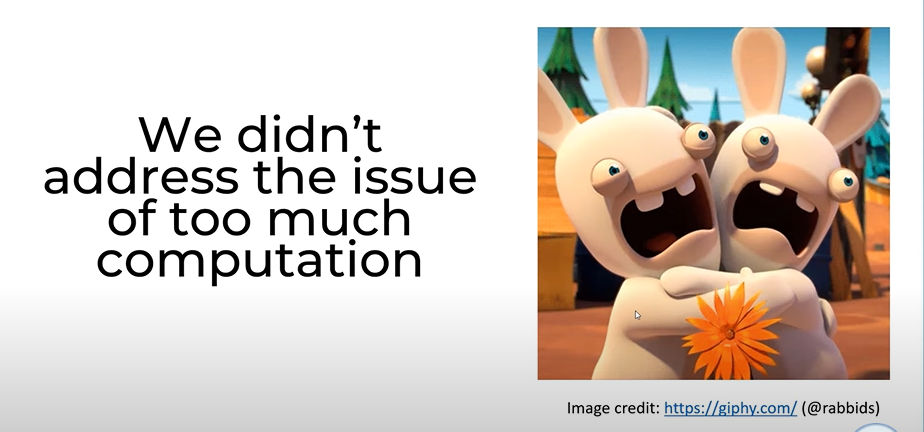 We didn’t
address the issue
of too much
computation
Image credit: https://giphy.com/ (@rabbids)